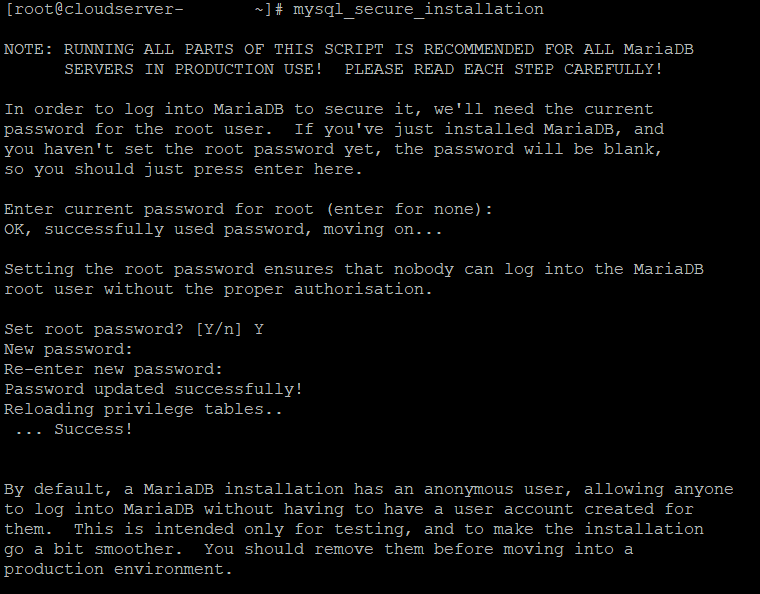 [root@cloudserver-       ~]# mysql_secure_installation

NOTE: RUNNING ALL PARTS OF THIS SCRIPT IS RECOMMENDED FOR ALL MariaDB
      SERVERS IN PRODUCTION USE!  PLEASE READ EACH STEP CAREFULLY!

In order to log into MariaDB to secure it, we'll need the current
password for the root user.  If you've just installed MariaDB, and
you haven't set the root password yet, the password will be blank,
so you should just press enter here.

Enter current password for root (enter for none):
OK, successfully used password, moving on...

Setting the root password ensures that nobody can log into the MariaDB
root user without the proper authorisation.

Set root password? [Y/n] Y
New password:
Re-enter new password:
Password updated successfully!
Reloading privilege tables..
 ... Success!


By default, a MariaDB installation has an anonymous user, allowing anyone
to log into MariaDB without having to have a user account created for
them.  This is intended only for testing, and to make the installation
go a bit smoother.  You should remove them before moving into a
production environment.